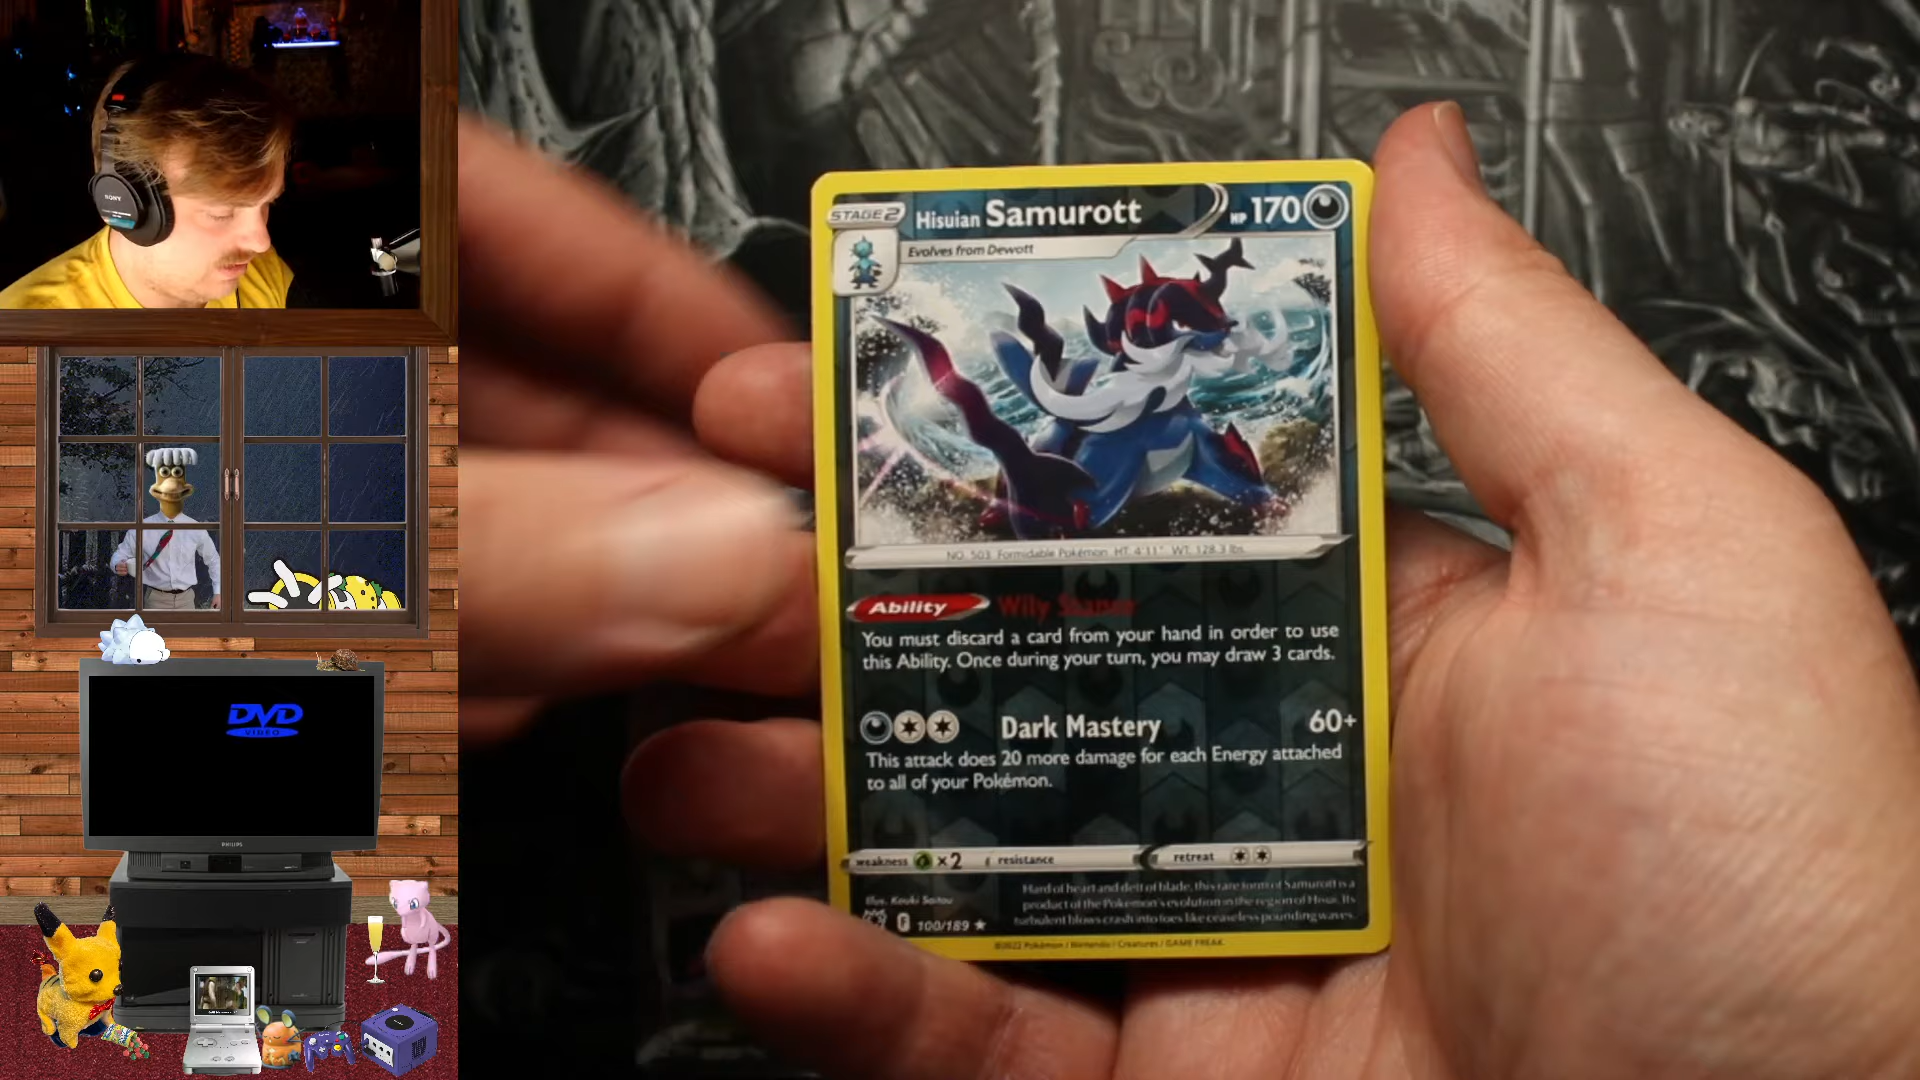 SONY
DVD
VIDEO
PHILIPS
STAGE 2
Hisuian Samurott
HP 170
Evolves from Dewott
NO. 503 Formidable Pokémon HT: 4'11" WT: 128.3 lbs.
Ability Wily Stance
You must discard a card from your hand in order to use
this Ability. Once during your turn, you may draw 3 cards.
Dark Mastery 60+
This attack does 20 more damage for each Energy attached
to all of your Pokémon.
weakness ×2 resistance retreat
Illus. Kouki Saitou
F 100/189 ★
Hard of heart and deft of blade, this rare form of Samurott is a
product of the Pokémon's evolution in the region of Hisui. Its
turbulent blows crash into foes like ceaseless pounding waves.
©2022 Pokémon / Nintendo / Creatures / GAME FREAK